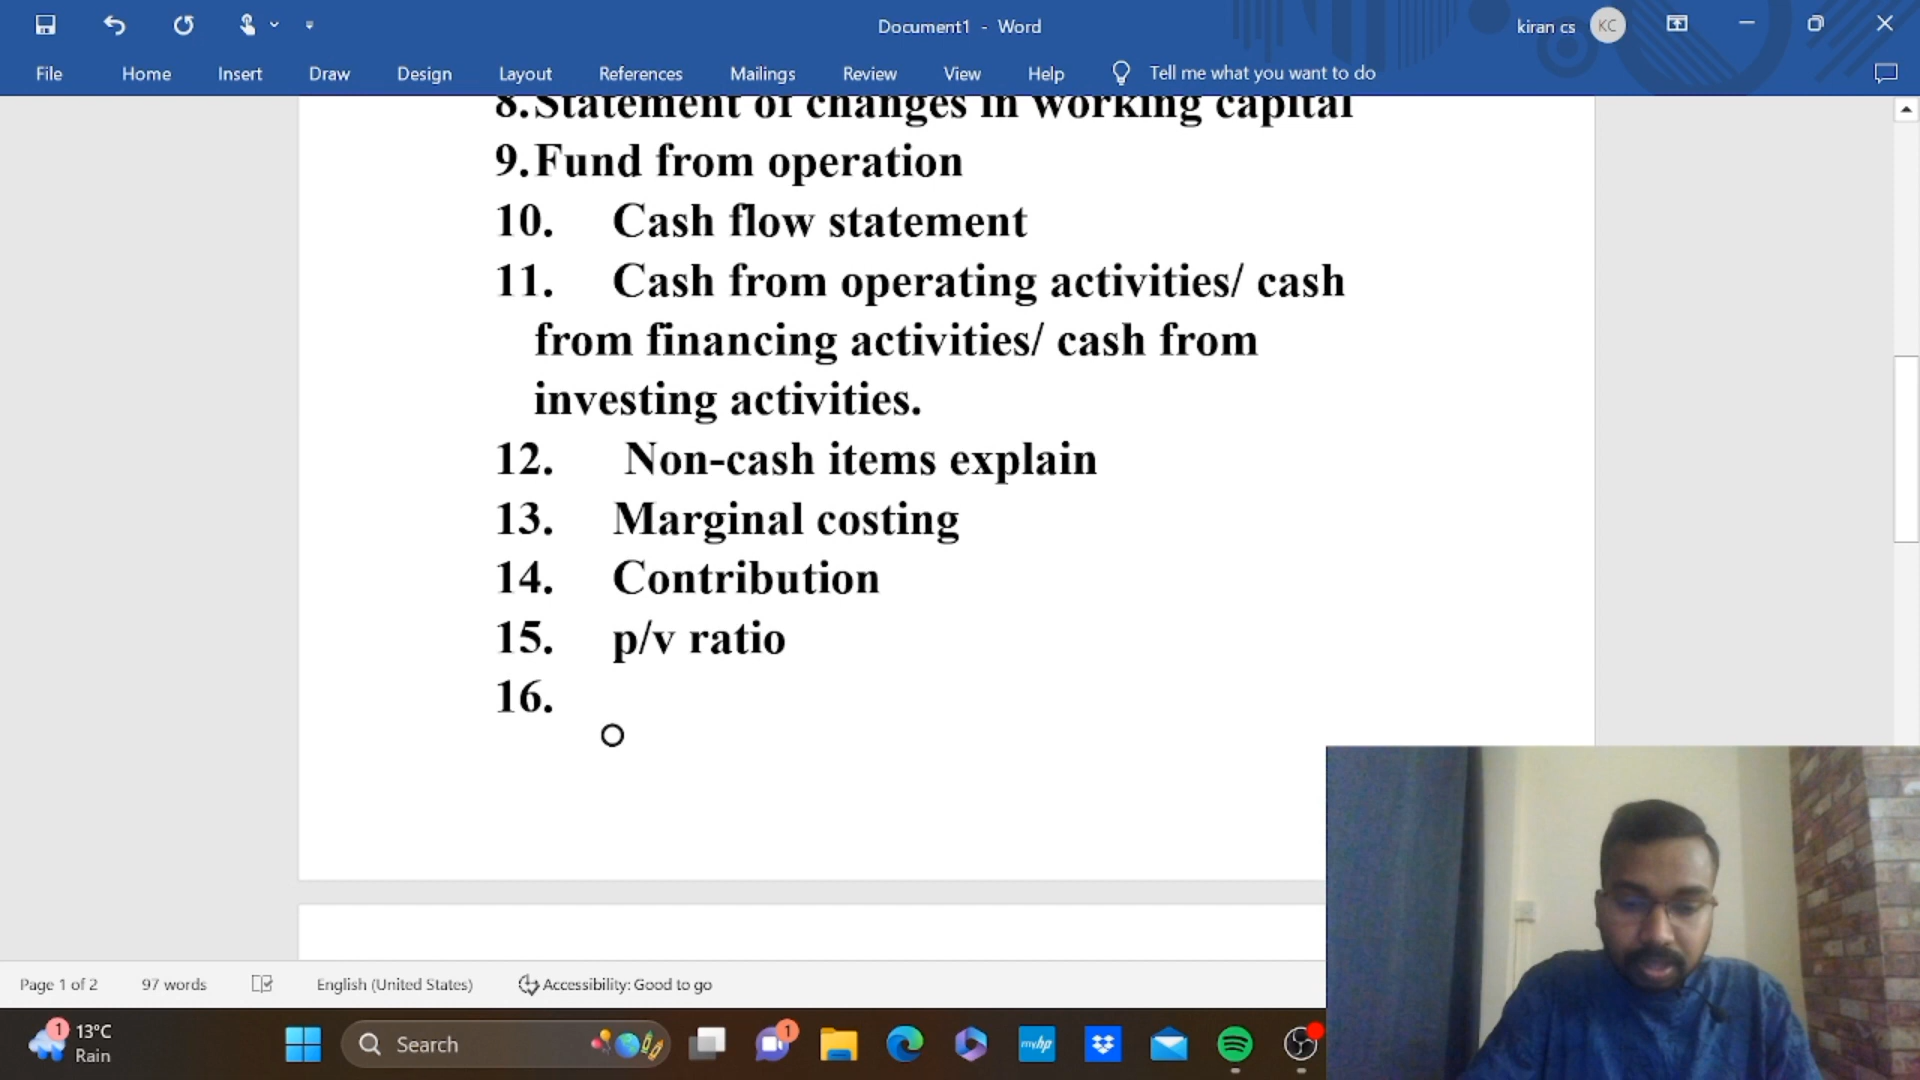 Document1 - Word
kiran cs
KC
File Home Insert Draw Design Layout References Mailings Review View Help Tell me what you want to do
8.Statement of changes in working capital
9.Fund from operation
10. Cash flow statement
11. Cash from operating activities/ cash
from financing activities/ cash from
investing activities.
12. Non-cash items explain
13. Marginal costing
14. Contribution
15. p/v ratio
16.
Page 1 of 2 97 words English (United States) Accessibility: Good to go
1
13°C
Rain
Search
1
myhp